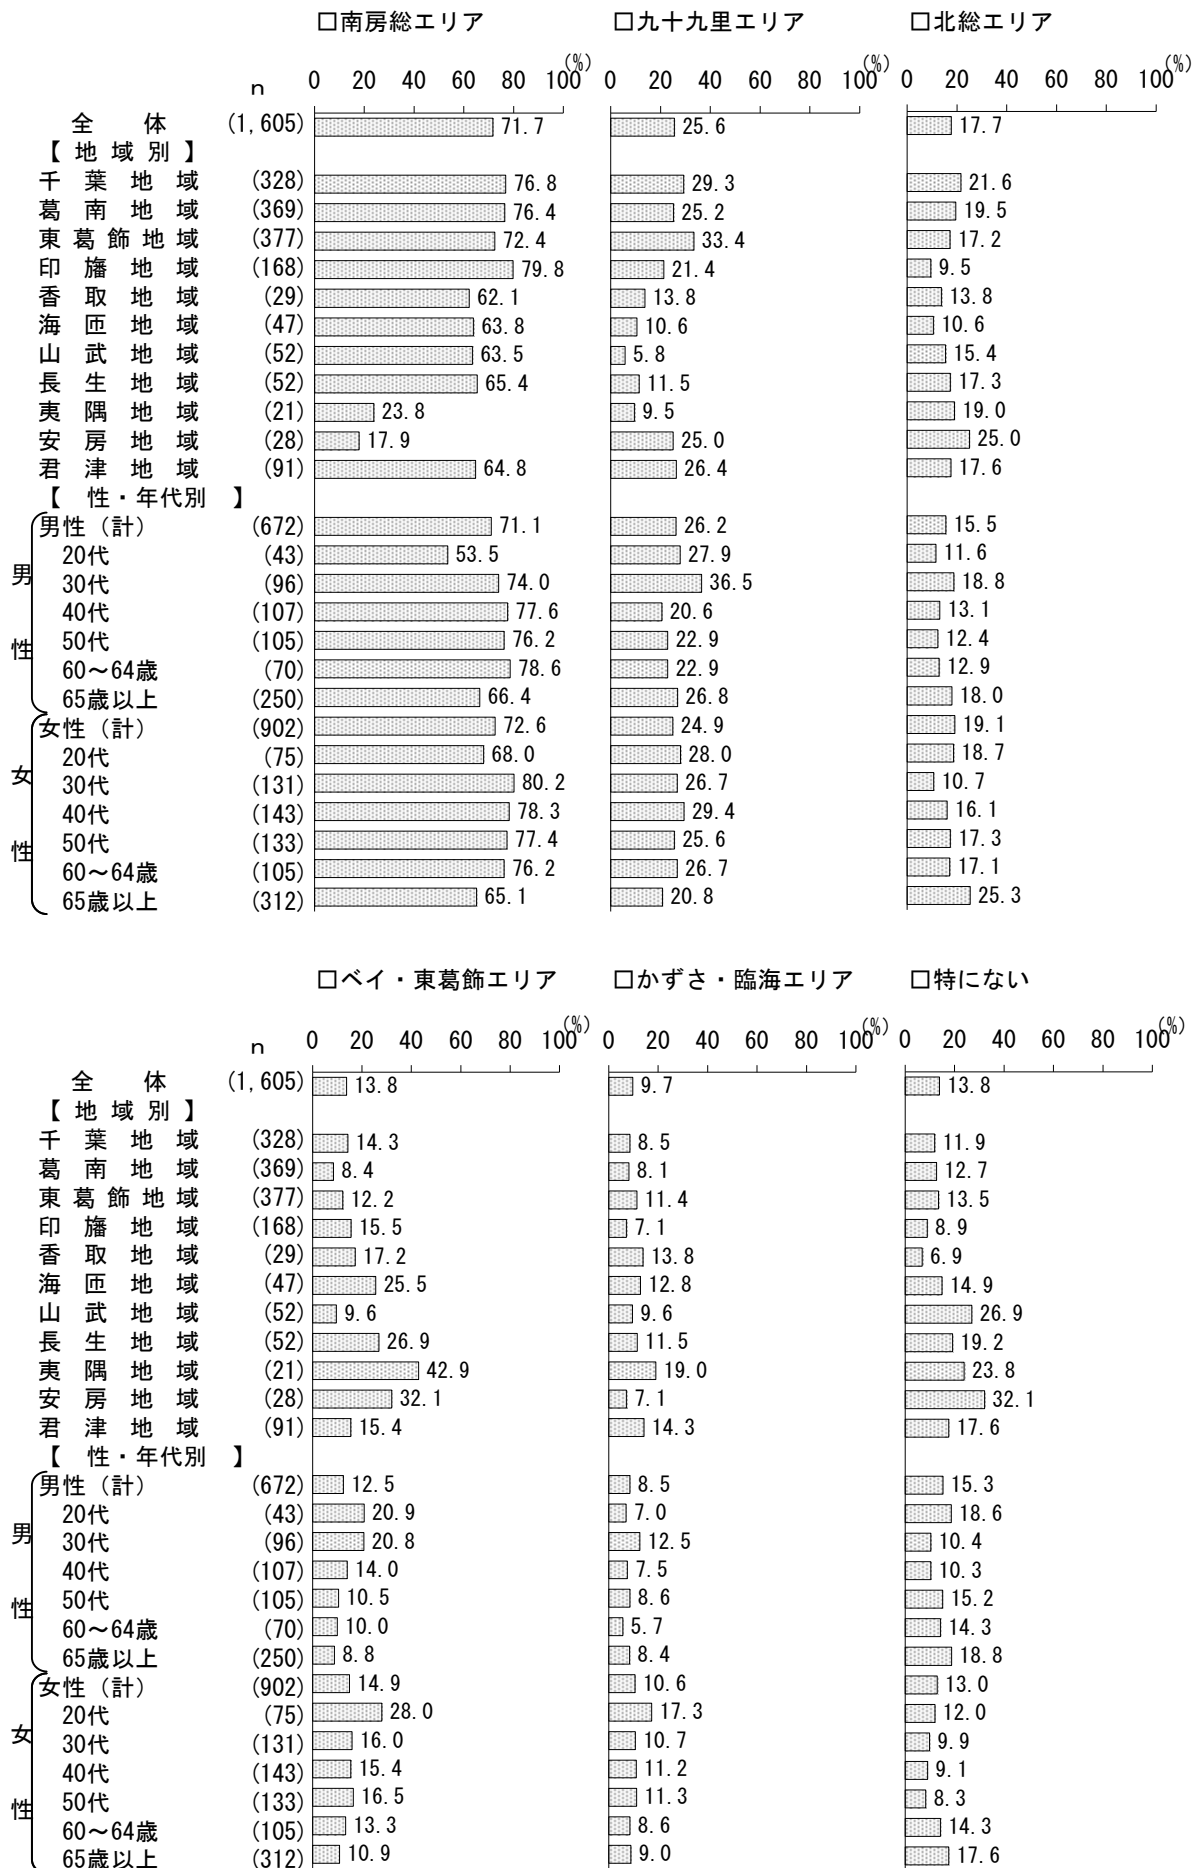 □南房総エリア □九十九里エリア □北総エリア
(%) (%) (%)
n 0 20 40 60 80 100 0 20 40 60 80 100 0 20 40 60 80 100
全 体 (1,605) 71.7 25.6 17.7
【 地 域 別 】
千 葉 地 域 (328) 76.8 29.3 21.6
葛 南 地 域 (369) 76.4 25.2 19.5
東 葛 飾 地 域 (377) 72.4 33.4 17.2
印 旛 地 域 (168) 79.8 21.4 9.5
香 取 地 域 (29) 62.1 13.8 13.8
海 匝 地 域 (47) 63.8 10.6 10.6
山 武 地 域 (52) 63.5 5.8 15.4
長 生 地 域 (52) 65.4 11.5 17.3
夷 隅 地 域 (21) 23.8 9.5 19.0
安 房 地 域 (28) 17.9 25.0 25.0
君 津 地 域 (91) 64.8 26.4 17.6
【 性・年代別 】
男性（計） (672) 71.1 26.2 15.5
20代 (43) 53.5 27.9 11.6
男 30代 (96) 74.0 36.5 18.8
40代 (107) 77.6 20.6 13.1
性 50代 (105) 76.2 22.9 12.4
60～64歳 (70) 78.6 22.9 12.9
65歳以上 (250) 66.4 26.8 18.0
女性（計） (902) 72.6 24.9 19.1
20代 (75) 68.0 28.0 18.7
女 30代 (131) 80.2 26.7 10.7
40代 (143) 78.3 29.4 16.1
性 50代 (133) 77.4 25.6 17.3
60～64歳 (105) 76.2 26.7 17.1
65歳以上 (312) 65.1 20.8 25.3
□ベイ・東葛飾エリア □かずさ・臨海エリア □特にない
(%) (%) (%)
n 0 20 40 60 80 100 0 20 40 60 80 100 0 20 40 60 80 100
全 体 (1,605) 13.8 9.7 13.8
【 地 域 別 】
千 葉 地 域 (328) 14.3 8.5 11.9
葛 南 地 域 (369) 8.4 8.1 12.7
東 葛 飾 地 域 (377) 12.2 11.4 13.5
印 旛 地 域 (168) 15.5 7.1 8.9
香 取 地 域 (29) 17.2 13.8 6.9
海 匝 地 域 (47) 25.5 12.8 14.9
山 武 地 域 (52) 9.6 9.6 26.9
長 生 地 域 (52) 26.9 11.5 19.2
夷 隅 地 域 (21) 42.9 19.0 23.8
安 房 地 域 (28) 32.1 7.1 32.1
君 津 地 域 (91) 15.4 14.3 17.6
【 性・年代別 】
男性（計） (672) 12.5 8.5 15.3
20代 (43) 20.9 7.0 18.6
男 30代 (96) 20.8 12.5 10.4
40代 (107) 14.0 7.5 10.3
性 50代 (105) 10.5 8.6 15.2
60～64歳 (70) 10.0 5.7 14.3
65歳以上 (250) 8.8 8.4 18.8
女性（計） (902) 14.9 10.6 13.0
20代 (75) 28.0 17.3 12.0
女 30代 (131) 16.0 10.7 9.9
40代 (143) 15.4 11.2 9.1
性 50代 (133) 16.5 11.3 8.3
60～64歳 (105) 13.3 8.6 14.3
65歳以上 (312) 10.9 9.0 17.6